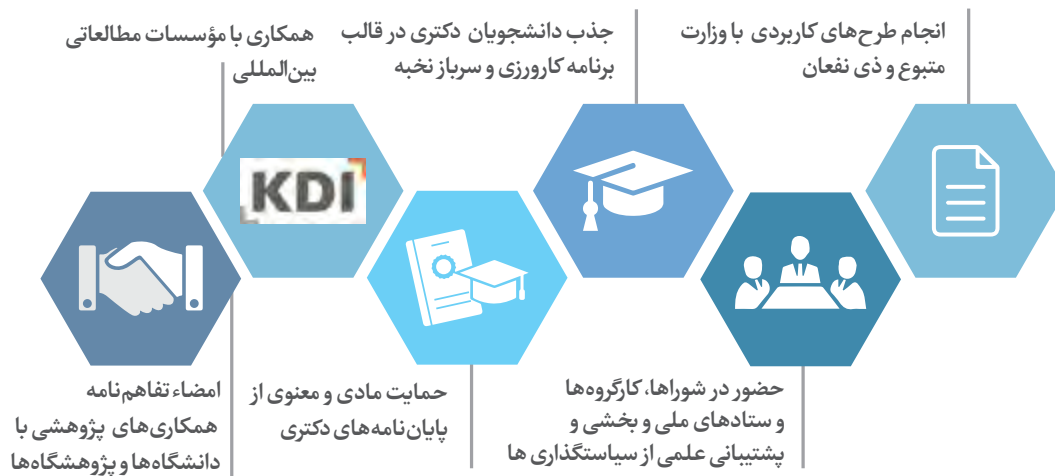 انجام طرح‌های کاربردی با وزارت
متبوع و ذی نفعان
جذب دانشجویان دکتری در قالب
برنامه کارورزی و سرباز نخبه
همکاری با مؤسسات مطالعاتی
بین‌المللی
KDI
حضور در شوراها، کارگروه‌ها
و ستادهای ملی و بخشی و
پشتیبانی علمی از سیاستگذاری ها
حمایت مادی و معنوی از
پایان‌نامه‌های دکتری
امضاء تفاهم‌نامه
همکاری‌های پژوهشی با
دانشگاه‌ها و پژوهشگاه‌ها